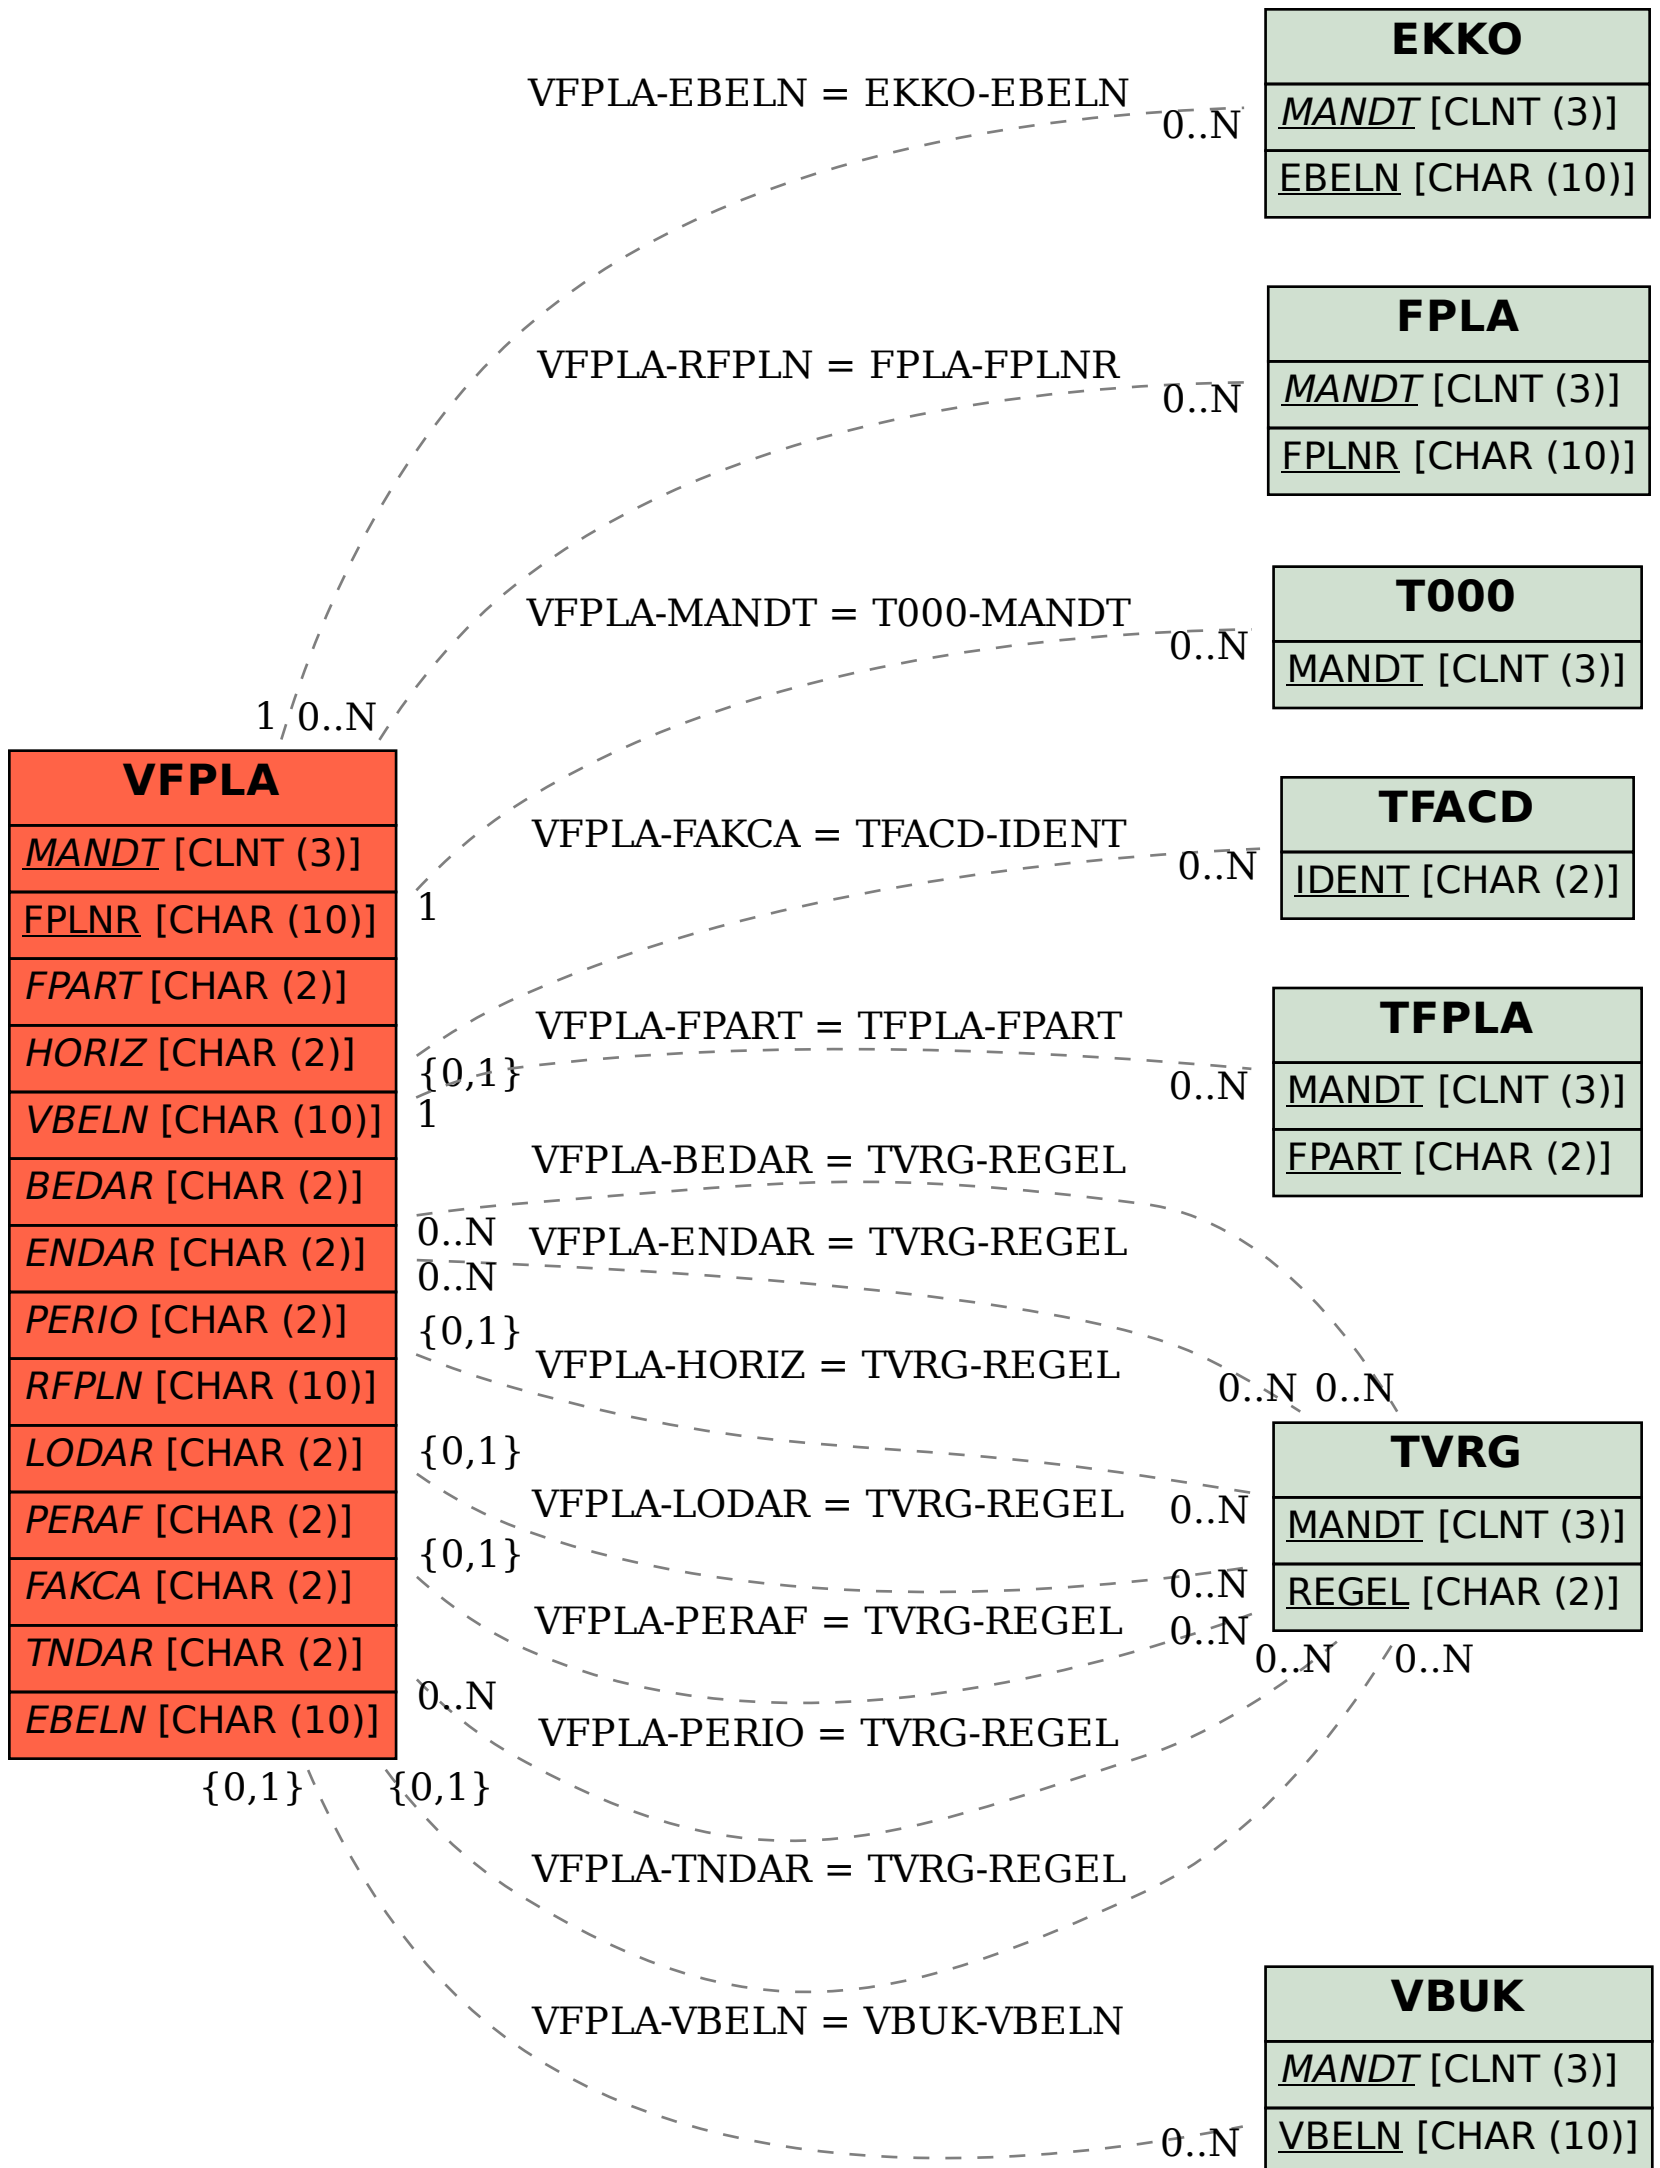 EKKO
MANDT [CLNT (3)]
EBELN [CHAR (10)]
VFPLA-EBELN = EKKO-EBELN
0..N
FPLA
MANDT [CLNT (3)]
FPLNR [CHAR (10)]
VFPLA-RFPLN = FPLA-FPLNR
0..N
T000
MANDT [CLNT (3)]
VFPLA-MANDT = T000-MANDT
0..N
1 0..N
VFPLA
MANDT [CLNT (3)]
FPLNR [CHAR (10)]
FPART [CHAR (2)]
HORIZ [CHAR (2)]
VBELN [CHAR (10)]
BEDAR [CHAR (2)]
ENDAR [CHAR (2)]
PERIO [CHAR (2)]
RFPLN [CHAR (10)]
LODAR [CHAR (2)]
PERAF [CHAR (2)]
FAKCA [CHAR (2)]
TNDAR [CHAR (2)]
EBELN [CHAR (10)]
1
VFPLA-FAKCA = TFACD-IDENT
0..N
TFACD
IDENT [CHAR (2)]
{0,1}
VFPLA-FPART = TFPLA-FPART
0..N
1
TFPLA
MANDT [CLNT (3)]
FPART [CHAR (2)]
VFPLA-BEDAR = TVRG-REGEL
0..N
VFPLA-ENDAR = TVRG-REGEL
0..N
{0,1}
VFPLA-HORIZ = TVRG-REGEL
0..N 0..N
TVRG
MANDT [CLNT (3)]
REGEL [CHAR (2)]
{0,1}
VFPLA-LODAR = TVRG-REGEL
0..N
{0,1}
0..N
VFPLA-PERAF = TVRG-REGEL
0..N
0..N 0..N
0..N
VFPLA-PERIO = TVRG-REGEL
{0,1} {0,1}
VFPLA-TNDAR = TVRG-REGEL
VFPLA-VBELN = VBUK-VBELN
0..N
VBUK
MANDT [CLNT (3)]
VBELN [CHAR (10)]